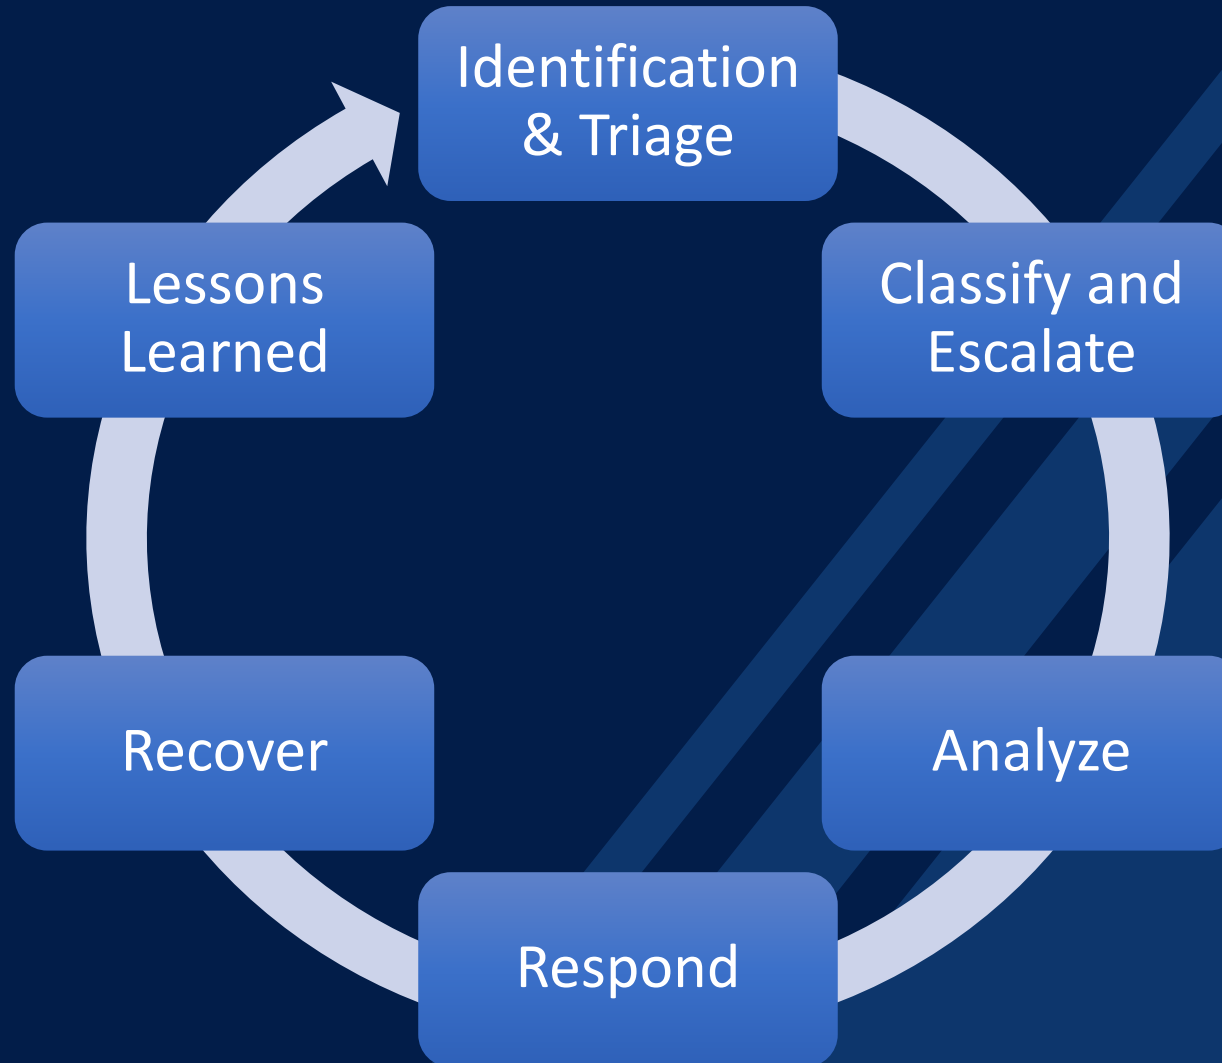 Identification
& Triage
Classify and
Escalate
Analyze
Respond
Recover
Lessons
Learned